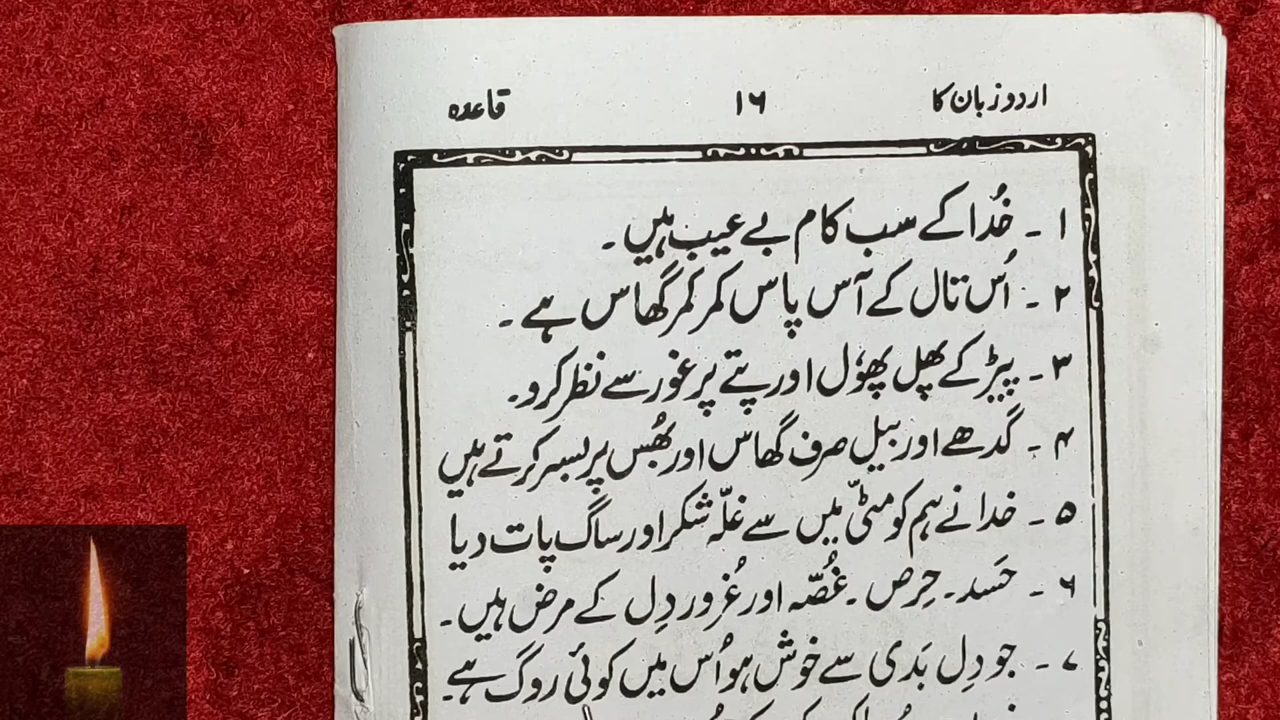 اردو زبان کا ۱۶ قاعدہ
۱ ۔ خُدا کے سب کام بے عیب ہیں ۔
۲ ۔ اُس تال کے آس پاس کمر کمر گھاس ہے ۔
۳ ۔ پیڑ کے پھل پھوٗل اور پتے پر غور سے نظر کرو ۔
۴ ۔ گدھے اور بیل صرف گھاس اور بھُس پر بسر کرتے ہیں
۵ ۔ خدا نے ہم کو مٹّی میں سے غلّہ شکر اور ساگ پات دیا
۶ ۔ حَسَد ۔ حِرص ۔ غُصّہ اور غُرور دِل کے مرض ہیں ۔
۷ ۔ جو دِل بَدی سے خوش ہو اُس میں کوئی روگ ہے ۔